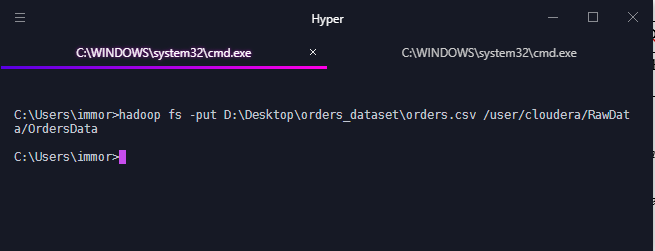 Hyper
C:\WINDOWS\system32\cmd.exe
C:\WINDOWS\system32\cmd.exe
C:\Users\immor>hadoop fs -put D:\Desktop\orders_dataset\orders.csv /user/cloudera/RawDat
a/OrdersData
C:\Users\immor>